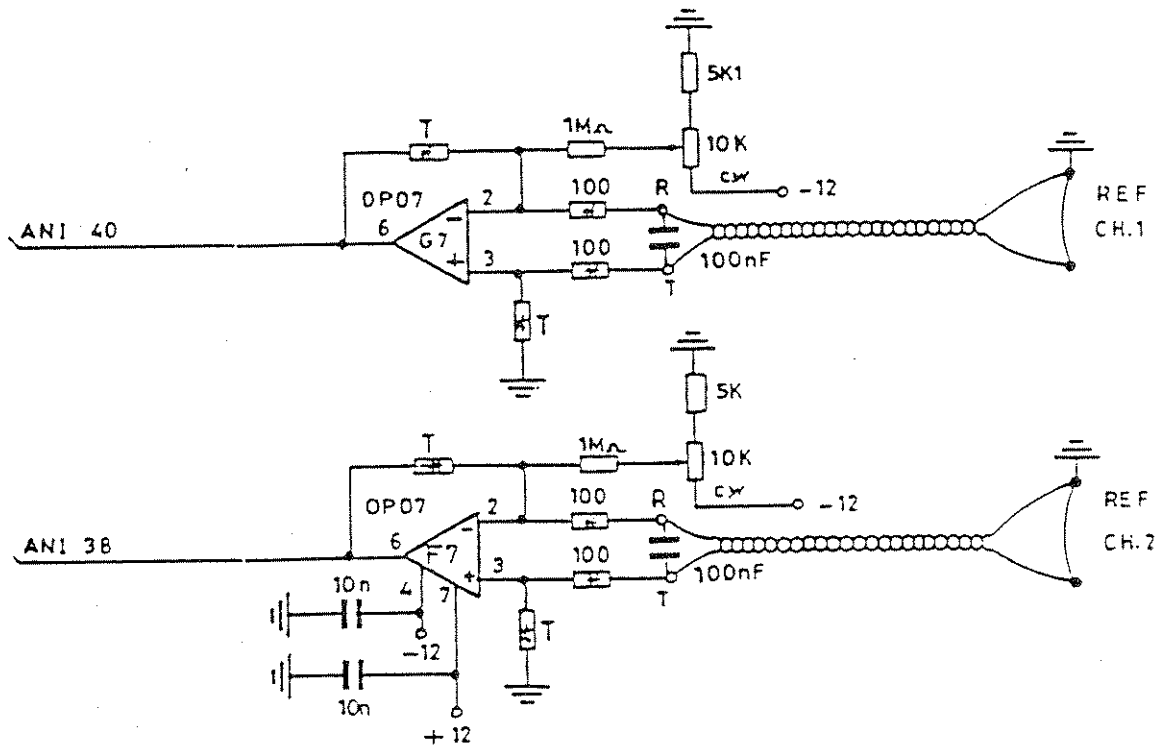 5K1
T
1MΩ
10K
OP07
2
100
R
CW
-12
REF
ANI 40
6
-
G7
+
3
100
100nF
CH.1
T
T
5K
T
1MΩ
10K
OP07
2
100
R
CW
-12
REF
ANI 38
6
-
F7
+
3
100
100nF
CH.2
10n
4
7
T
T
-12
10n
+12